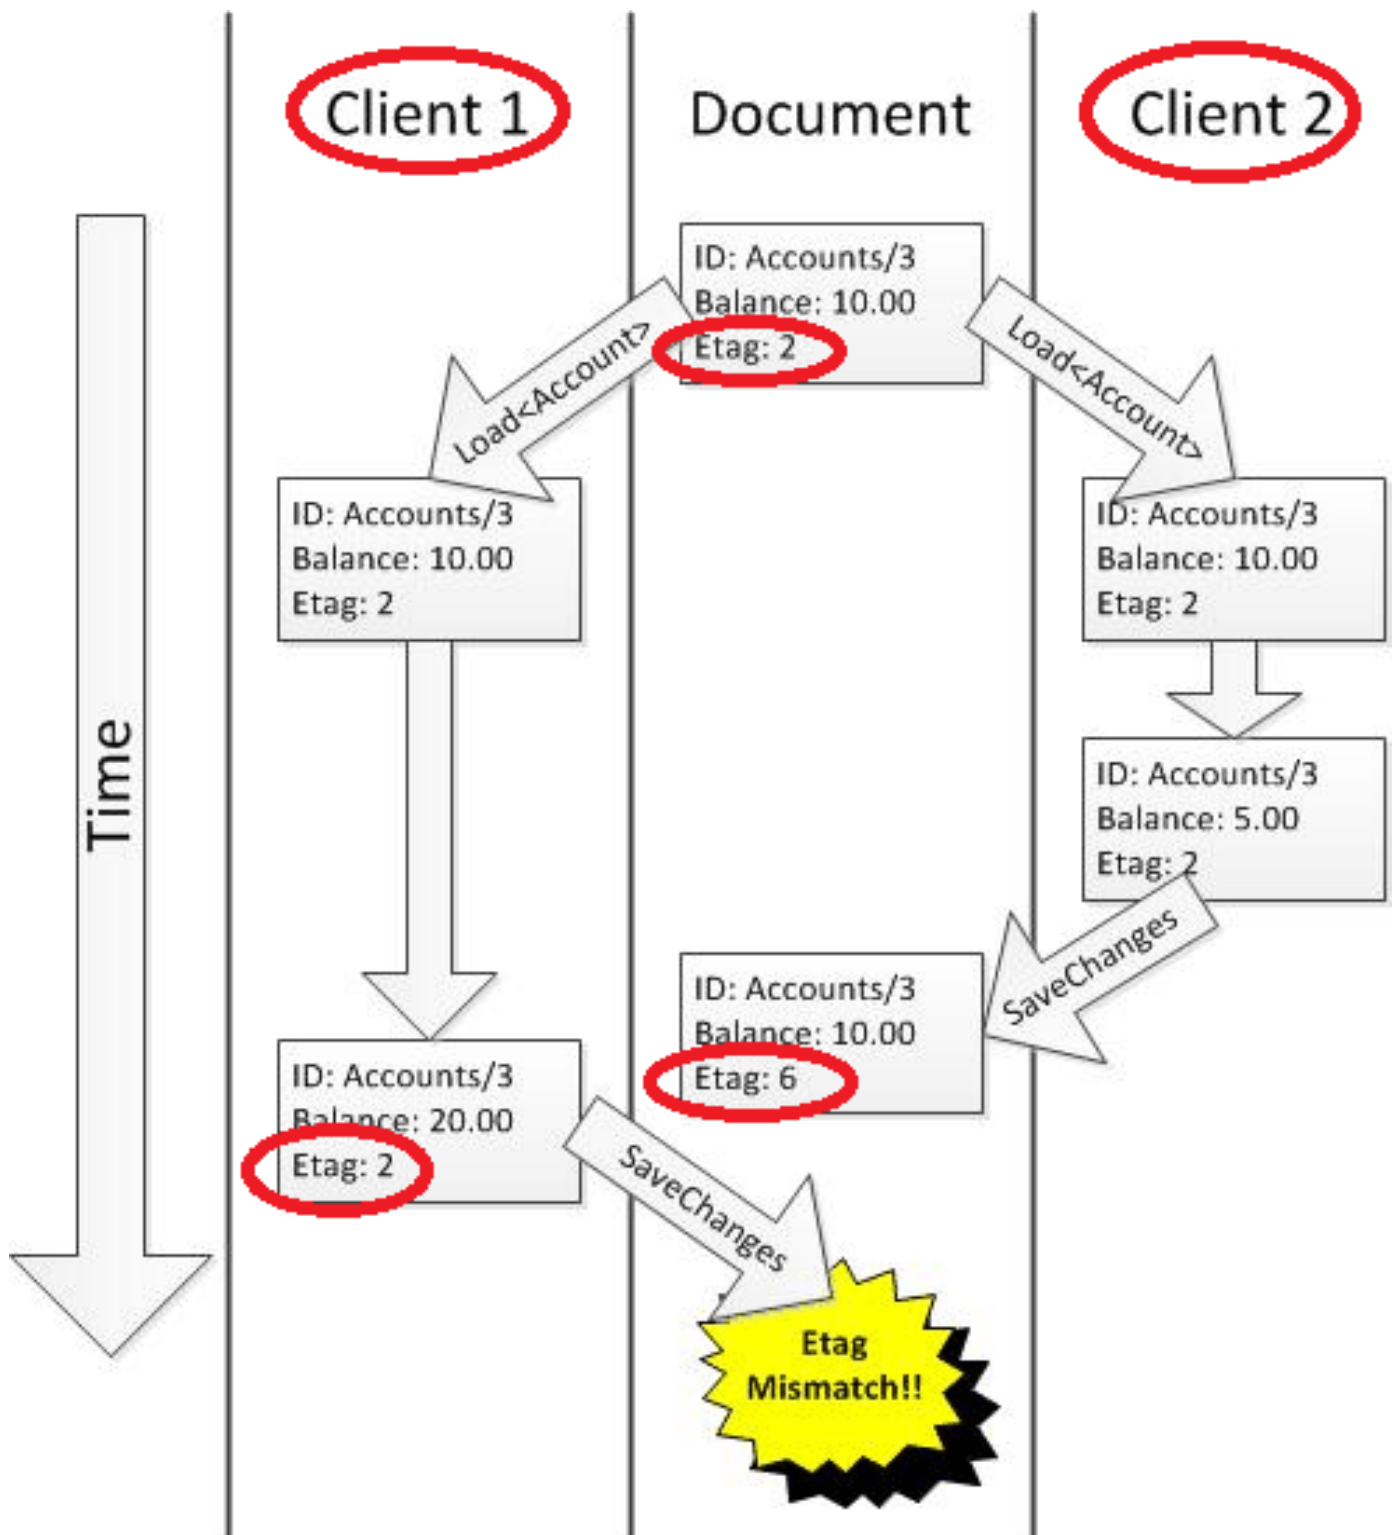 Client 1
Document
Client 2
ID: Accounts/3
Balance: 10.00
Etag: 2
Load<Account>
Load<Account>
ID: Accounts/3
Balance: 10.00
Etag: 2
ID: Accounts/3
Balance: 10.00
Etag: 2
Time
ID: Accounts/3
Balance: 5.00
Etag: 2
SaveChanges
ID: Accounts/3
Balance: 10.00
Etag: 6
ID: Accounts/3
Balance: 20.00
Etag: 2
SaveChanges
Etag
Mismatch!!